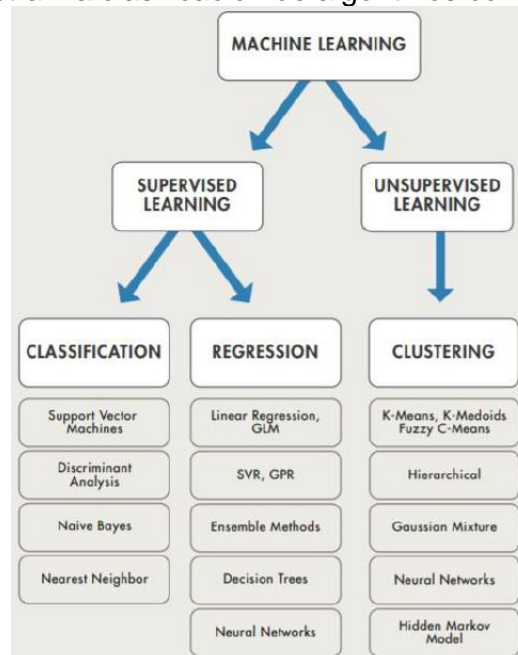 MACHINE LEARNING
SUPERVISED
LEARNING
UNSUPERVISED
LEARNING
CLASSIFICATION
REGRESSION
CLUSTERING
Support Vector
Machines
Discriminant
Analysis
Naive Bayes
Nearest Neighbor
Linear Regression,
GLM
SVR, GPR
Ensemble Methods
Decision Trees
Neural Networks
K-Means, K-Medoids
Fuzzy C-Means
Hierarchical
Gaussian Mixture
Neural Networks
Hidden Markov
Model